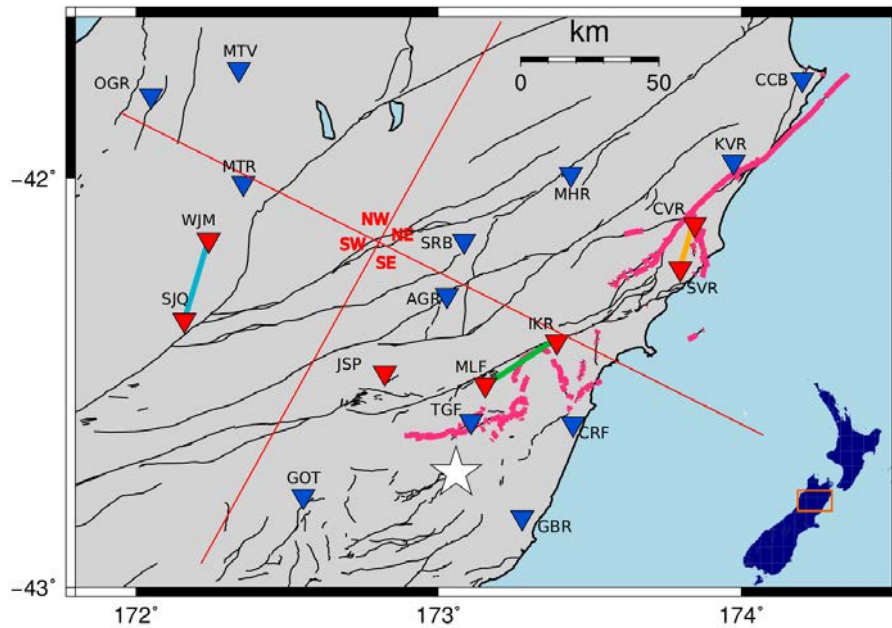 km
0 50
MTV
OGR
CCB
-42
KVR
MTR
MHR
WJM
CVR
NW
NE
SW
SRB
SE
SVR
AGR
SJQ
IKR
JSP
MLF
TGF
CRF
GOT
GBR
-43
172° 173° 174°